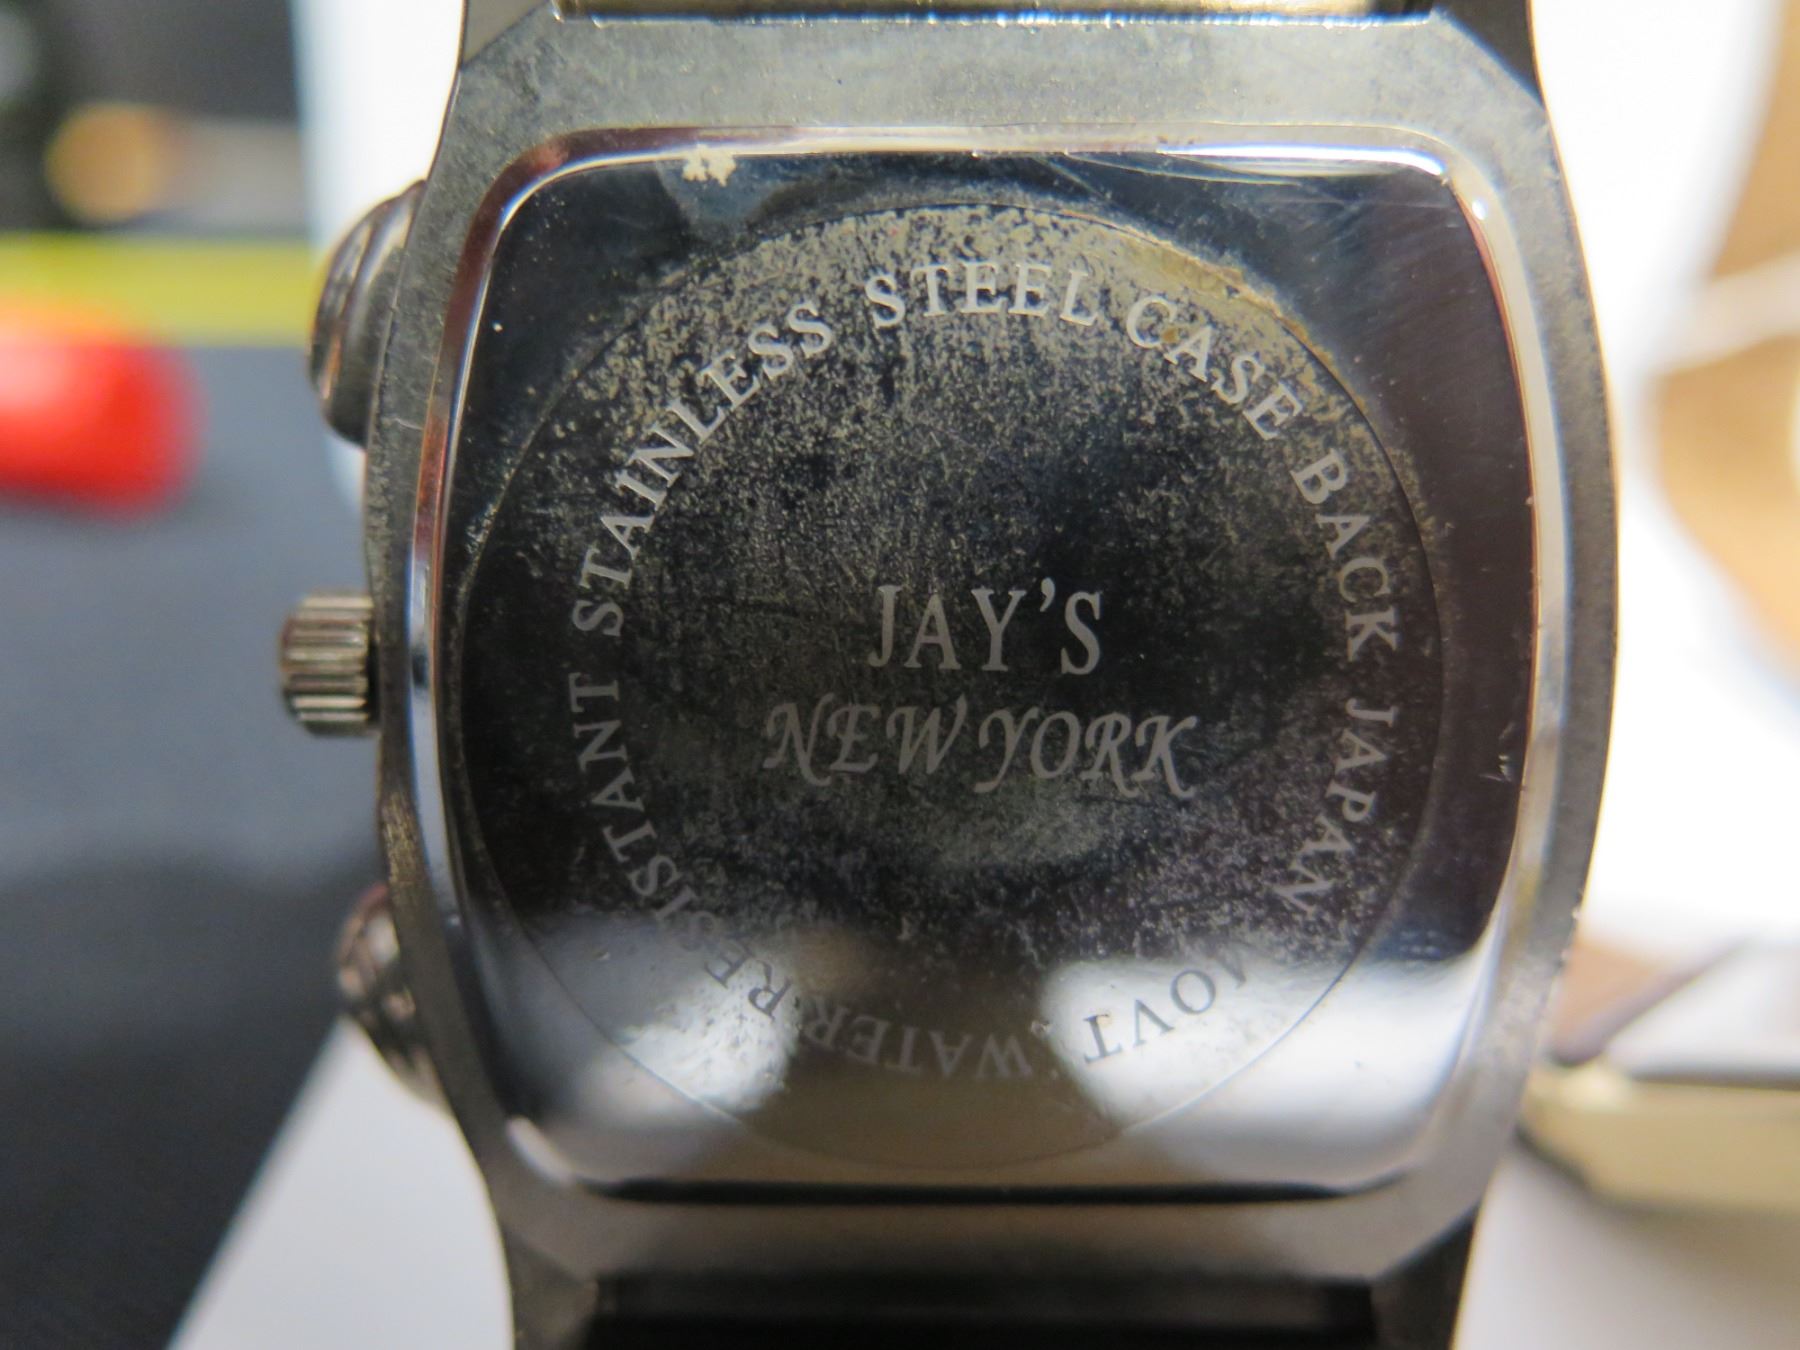 JAY'S
NEW YORK
STAINLESS STEEL CASE BACK JAPAN MOVT. WATER RESISTANT